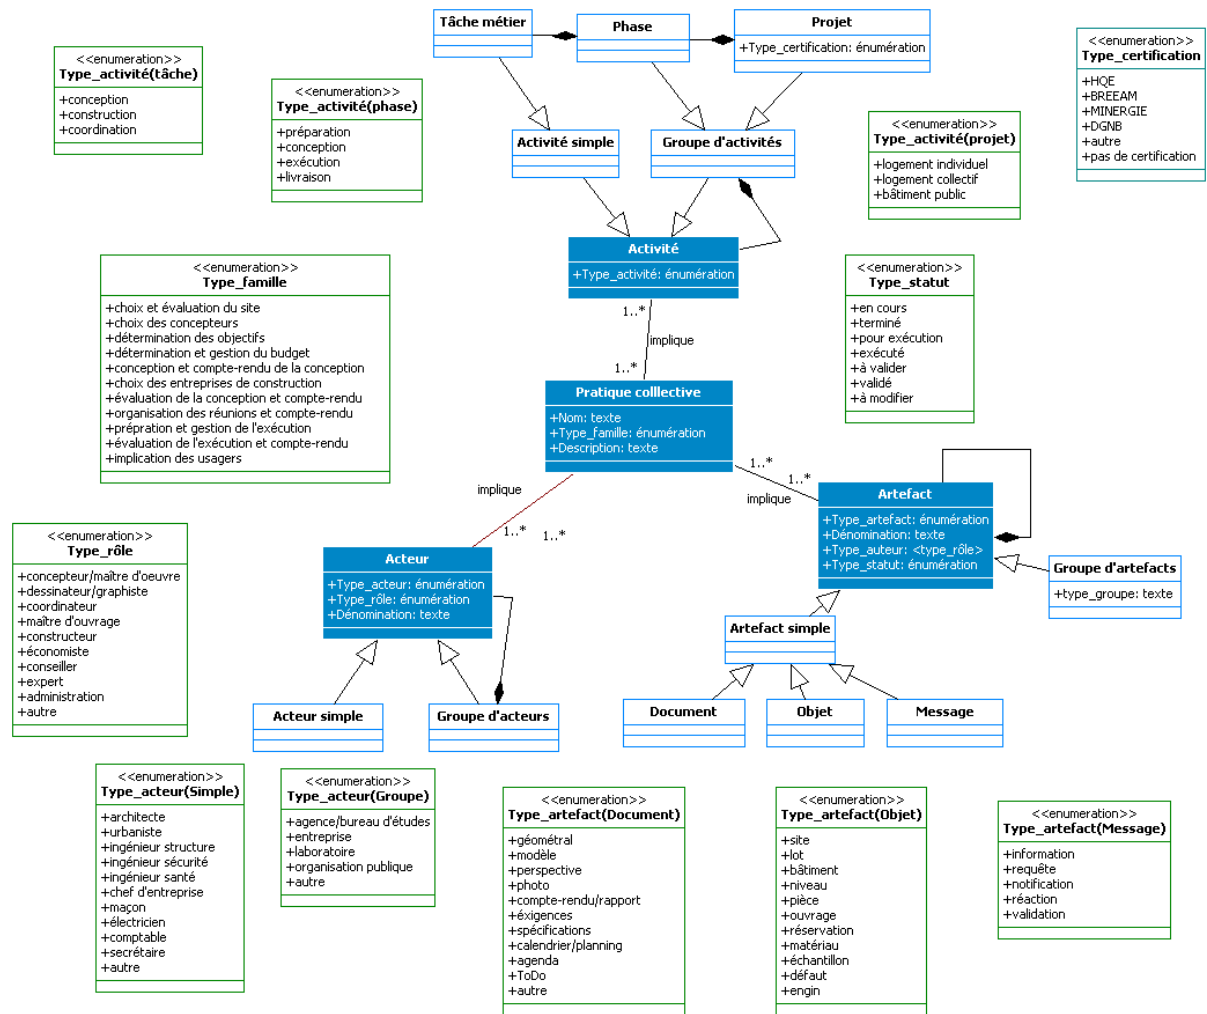 Tâche métier
Phase
Projet
+Type_certification: énumération
<<enumeration>>
Type_activité(tâche)
+conception
+construction
+coordination
<<enumeration>>
Type_activité(phase)
+préparation
+conception
+exécution
+livraison
Activité simple
Groupe d'activités
<<enumeration>>
Type_activité(projet)
+logement individuel
+logement collectif
+bâtiment public
<<enumeration>>
Type_certification
+HQE
+BREEAM
+MINERGIE
+DGNB
+autre
+pas de certification
Activité
+Type_activité: énumération
1..*
implique
1..*
<<enumeration>>
Type_famille
+choix et évaluation du site
+choix des concepteurs
+détermination des objectifs
+détermination et gestion du budget
+conception et compte-rendu de la conception
+choix des entreprises de construction
+évaluation de la conception et compte-rendu
+organisation des réunions et compte-rendu
+prépration et gestion de l'exécution
+évaluation de l'exécution et compte-rendu
+implication des usagers
<<enumeration>>
Type_statut
+en cours
+terminé
+pour exécution
+exécuté
+à valider
+validé
+à modifier
Pratique colllective
+Nom: texte
+Type_famille: énumération
+Description: texte
1..*
1..*
implique
implique
1..*
1..*
Artefact
+Type_artefact: énumération
+Dénomination: texte
+Type_auteur: <type_rôle>
+Type_statut: énumération
Groupe d'artefacts
+type_groupe: texte
<<enumeration>>
Type_rôle
+concepteur/maître d'oeuvre
+dessinateur/graphiste
+coordinateur
+maître d'ouvrage
+constructeur
+économiste
+conseiller
+expert
+administration
+autre
Acteur
+Type_acteur: énumération
+Type_rôle: énumération
+Dénomination: texte
Artefact simple
Acteur simple
Groupe d'acteurs
Document
Objet
Message
<<enumeration>>
Type_acteur(Simple)
+architecte
+urbaniste
+ingénieur structure
+ingénieur sécurité
+ingénieur santé
+chef d'entreprise
+maçon
+électricien
+comptable
+secrétaire
+autre
<<enumeration>>
Type_acteur(Groupe)
+agence/bureau d'études
+entreprise
+laboratoire
+organisation publique
+autre
<<enumeration>>
Type_artefact(Document)
+géométral
+modèle
+perspective
+photo
+compte-rendu/rapport
+éxigences
+spécifications
+calendrier/planning
+agenda
+ToDo
+autre
<<enumeration>>
Type_artefact(Objet)
+site
+lot
+bâtiment
+niveau
+pièce
+ouvrage
+réservation
+matériau
+échantillon
+défaut
+engin
<<enumeration>>
Type_artefact(Message)
+information
+requête
+notification
+réaction
+validation